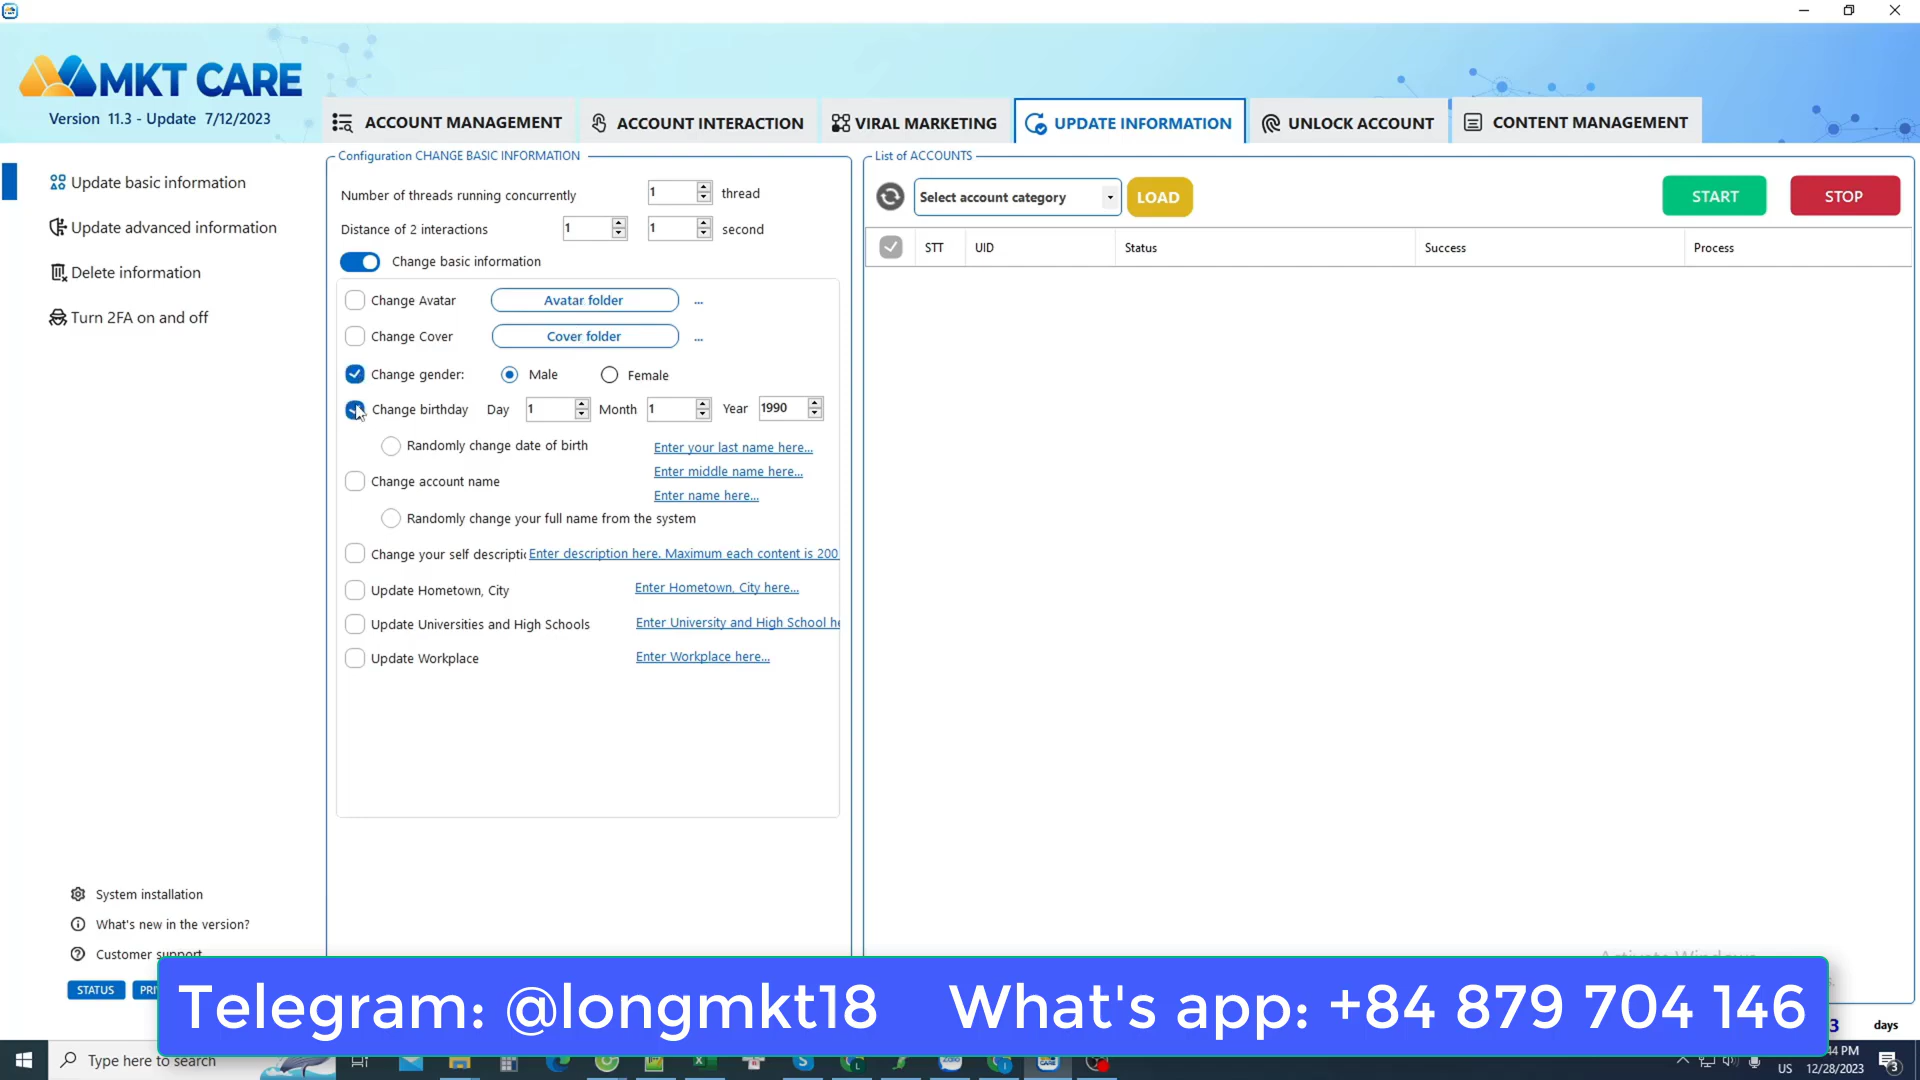 MKT CARE
Version 11.3 - Update 7/12/2023
ACCOUNT MANAGEMENT
ACCOUNT INTERACTION
VIRAL MARKETING
UPDATE INFORMATION
UNLOCK ACCOUNT
CONTENT MANAGEMENT
Update basic information
Update advanced information
Delete information
Turn 2FA on and off
Configuration CHANGE BASIC INFORMATION
Number of threads running concurrently 1 thread
Distance of 2 interactions 1 1 second
Change basic information
Change Avatar Avatar folder ...
Change Cover Cover folder ...
Change gender: Male Female
Change birthday Day 1 Month 1 Year 1990
Randomly change date of birth
Enter your last name here...
Enter middle name here...
Change account name
Enter name here...
Randomly change your full name from the system
Change your self descriptic Enter description here. Maximum each content is 200
Update Hometown, City Enter Hometown, City here...
Update Universities and High Schools Enter University and High School he
Update Workplace Enter Workplace here...
List of ACCOUNTS
Select account category LOAD START STOP
STT UID Status Success Process
System installation
What's new in the version?
Customer support
STATUS PRI
Telegram: @longmkt18 What's app: +84 879 704 146
3 days
Type here to search
44 PM
US 12/28/2023 3